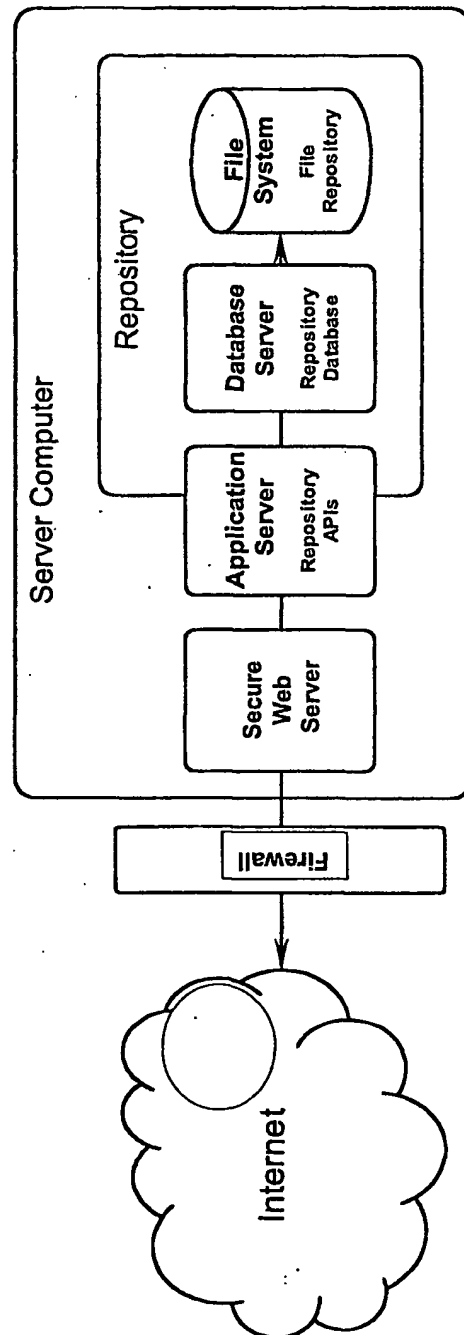 Server Computer
Repository
File
System
File
Repository
Database
Server
Repository
Database
Application
Server
Repository
APIs
Secure
Web
Server
Firewall
Internet